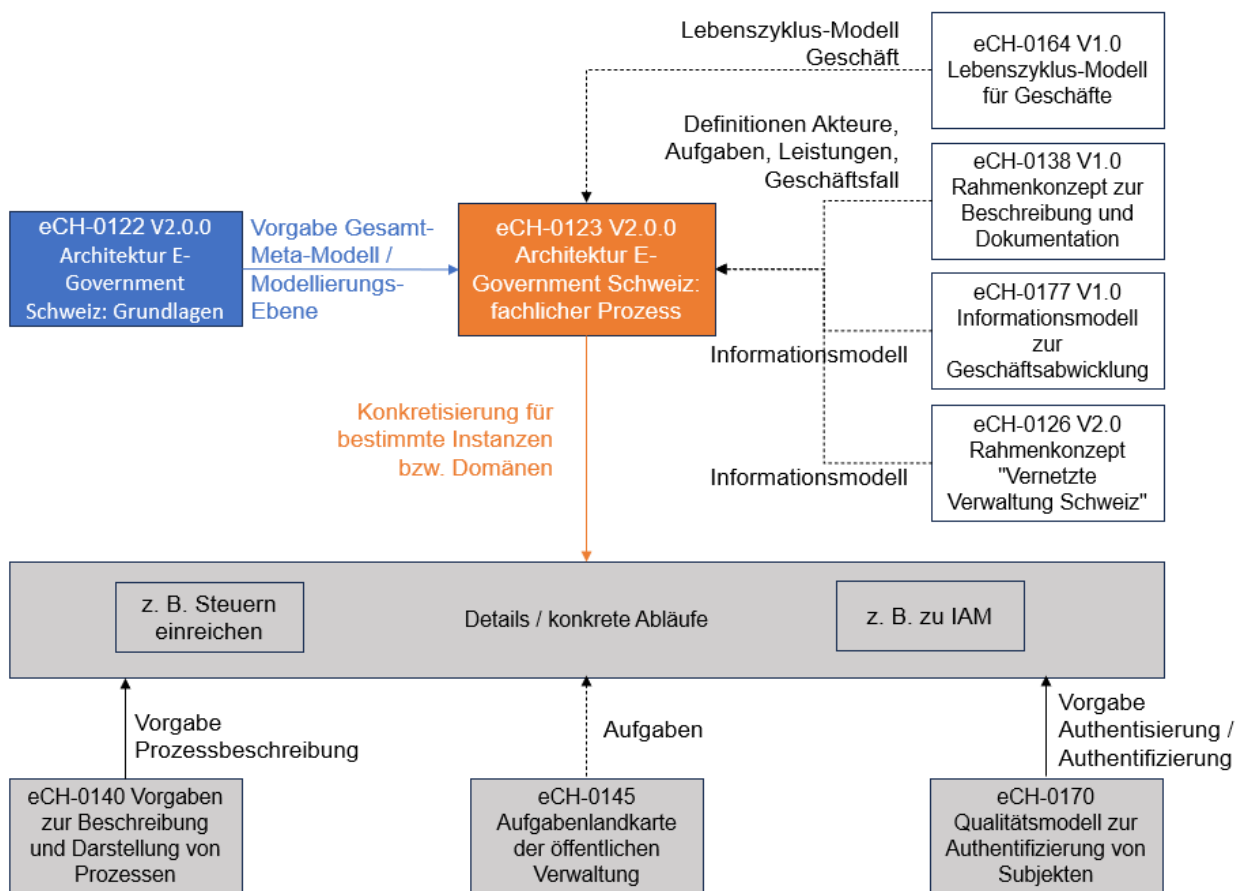 Lebenszyklus-Modell
Geschäft
eCH-0164 V1.0
Lebenszyklus-Modell
für Geschäfte
Definitionen Akteure,
Aufgaben, Leistungen,
Geschäftsfall
eCH-0138 V1.0
Rahmenkonzept zur
Beschreibung und
Dokumentation
eCH-0122 V2.0.0
Architektur E-
Government
Schweiz: Grundlagen
Vorgabe Gesamt-
Meta-Modell /
Modellierungs-
Ebene
eCH-0123 V2.0.0
Architektur E-
Government Schweiz:
fachlicher Prozess
Informationsmodell
eCH-0177 V1.0
Informationsmodell
zur
Geschäftsabwicklung
Konkretisierung für
bestimmte Instanzen
bzw. Domänen
Informationsmodell
eCH-0126 V2.0
Rahmenkonzept
"Vernetzte
Verwaltung Schweiz"
z. B. Steuern
einreichen
Details / konkrete Abläufe
z. B. zu IAM
Vorgabe
Prozessbeschreibung
Aufgaben
Vorgabe
Authentisierung /
Authentifizierung
eCH-0140 Vorgaben
zur Beschreibung
und Darstellung von
Prozessen
eCH-0145
Aufgabenlandkarte
der öffentlichen
Verwaltung
eCH-0170
Qualitätsmodell zur
Authentifizierung von
Subjekten